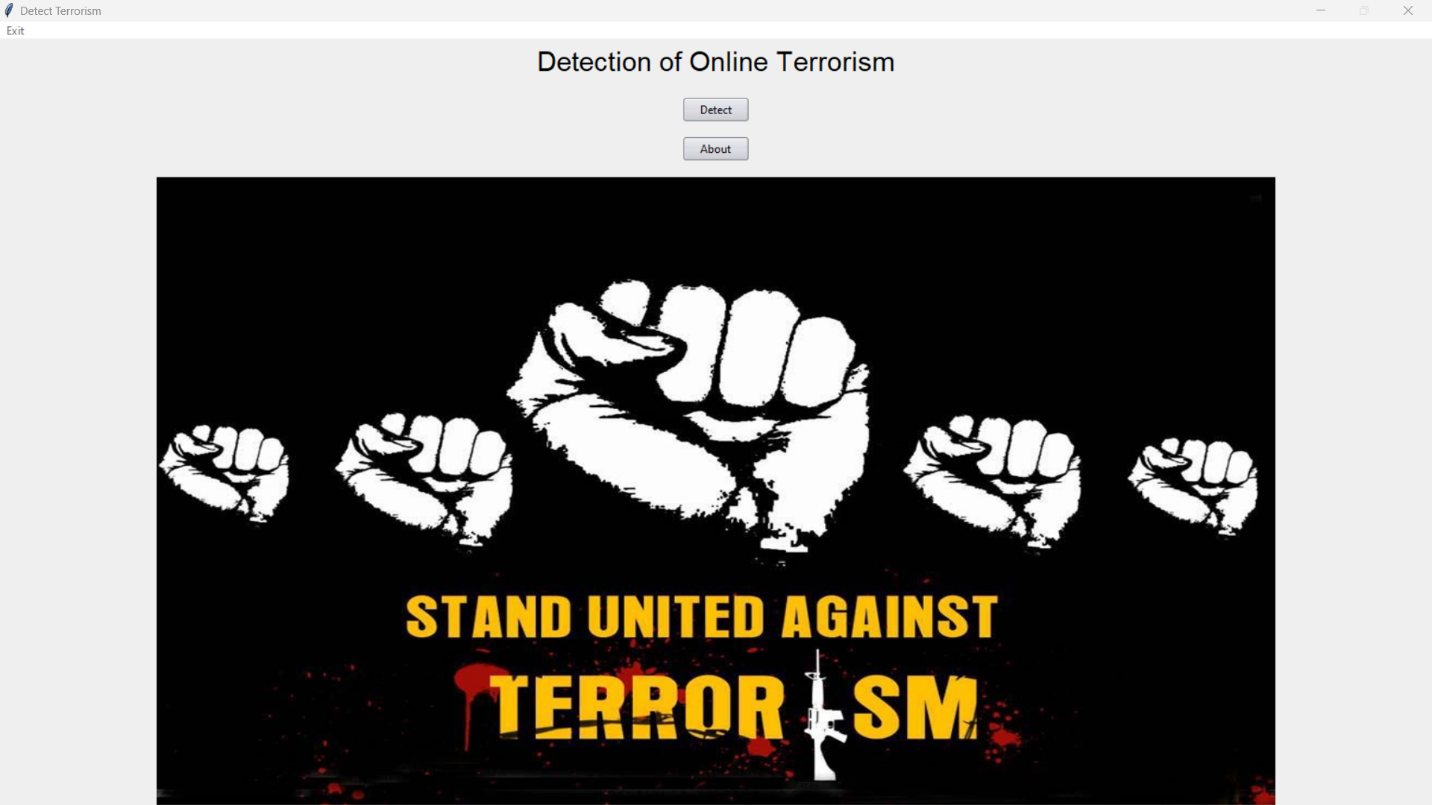 Detect Terrorism
Exit
Detection of Online Terrorism
Detect
About
STAND UNITED AGAINST
TERRORISM